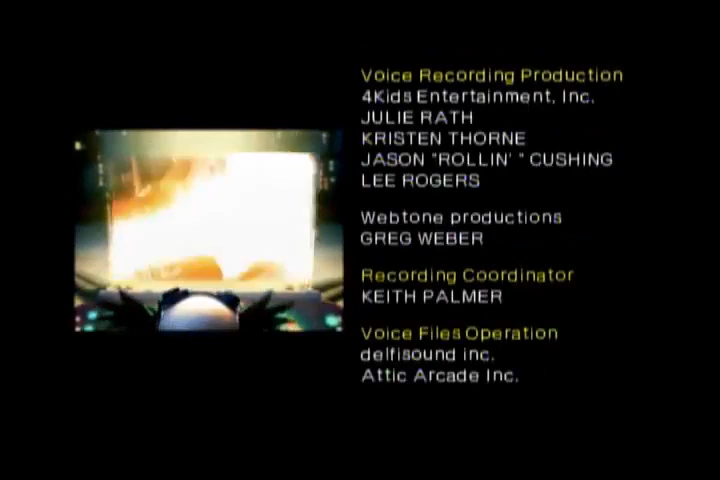 Voice Recording Production
4Kids Entertainment, Inc.
JULIE RATH
KRISTEN THORNE
JASON "ROLLIN' " CUSHING
LEE ROGERS
Webtone productions
GREG WEBER
Recording Coordinator
KEITH PALMER
Voice Files Operation
delfisound inc.
Attic Arcade Inc.